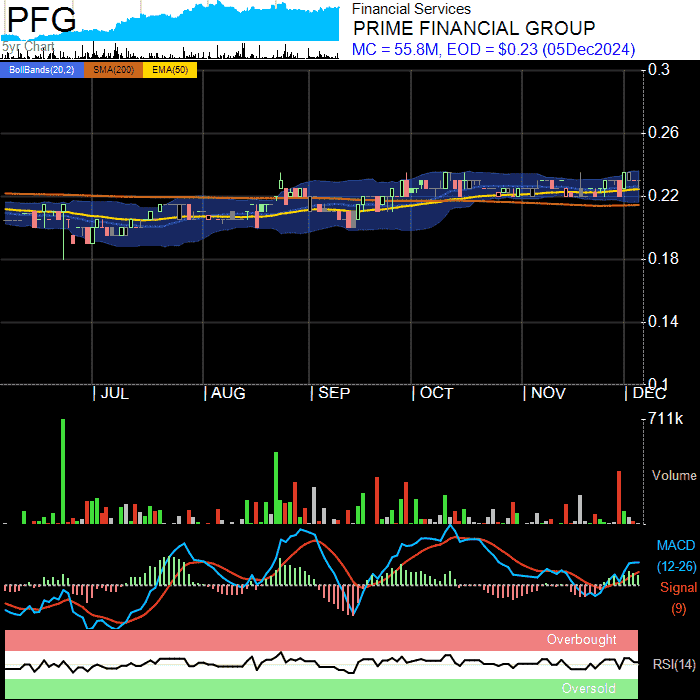 PFG
5yr Chart
Financial Services
PRIME FINANCIAL GROUP
MC = 55.8M, EOD = $0.23 (05Dec2024)
BollBands(20,2) SMA(200) EMA(50)
0.3
0.26
0.22
0.18
0.14
0.1
JUL AUG SEP OCT NOV DEC
711k
Volume
MACD
(12-26)
Signal
(9)
Overbought
RSI(14)
Oversold